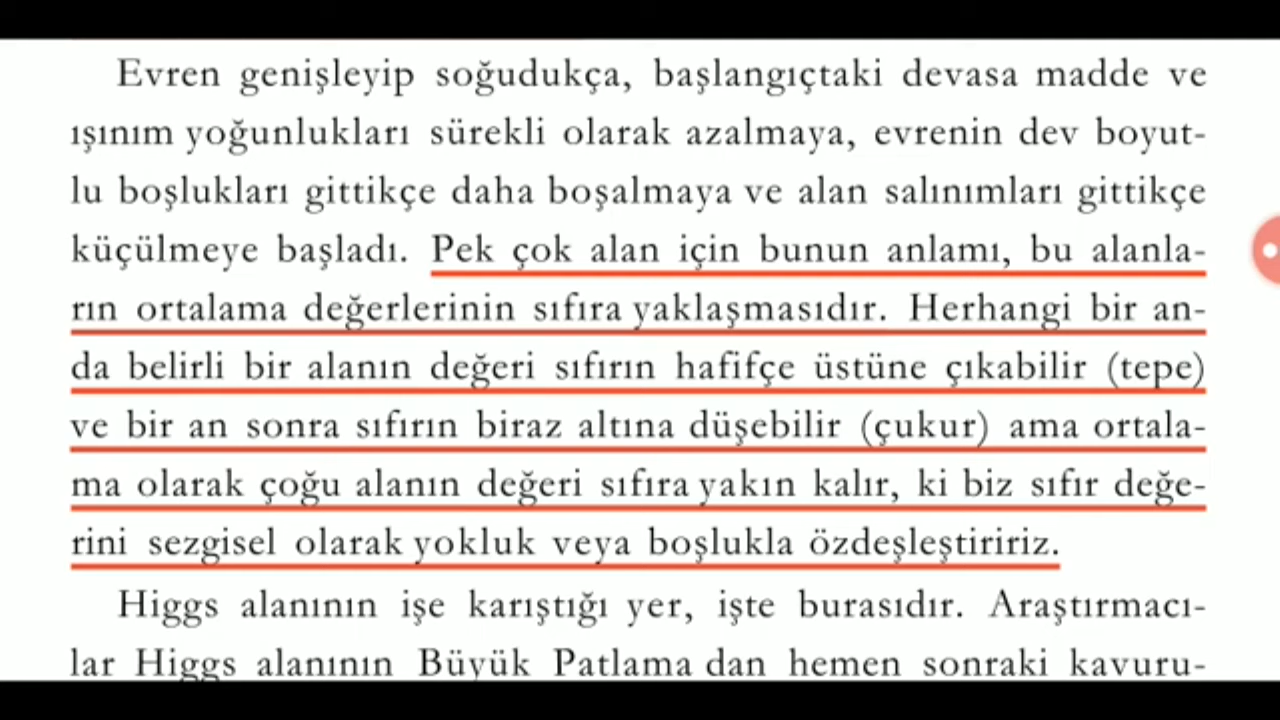 Evren genişleyip soğudukça, başlangıçtaki devasa madde ve
ışınım yoğunlukları sürekli olarak azalmaya, evrenin dev boyut-
lu boşlukları gittikçe daha boşalmaya ve alan salınımları gittikçe
küçülmeye başladı. Pek çok alan için bunun anlamı, bu alanla-
rın ortalama değerlerinin sıfıra yaklaşmasıdır. Herhangi bir an-
da belirli bir alanın değeri sıfırın hafifçe üstüne çıkabilir (tepe)
ve bir an sonra sıfırın biraz altına düşebilir (çukur) ama ortala-
ma olarak çoğu alanın değeri sıfıra yakın kalır, ki biz sıfır değe-
rini sezgisel olarak yokluk veya boşlukla özdeşleştiririz.
Higgs alanının işe karıştığı yer, işte burasıdır. Araştırmacı-
lar Higgs alanının Büyük Patlama dan hemen sonraki kavuru-